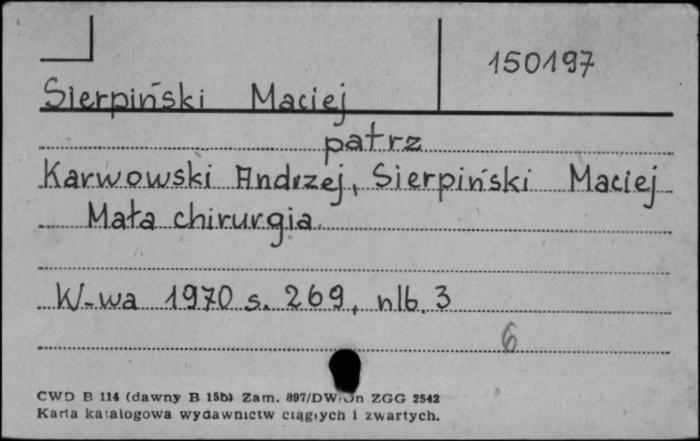 150197
Sierpiński Maciej
patrz
Karwowski Andrzej, Sierpiński Maciej
Mała chirurgia.
W-wa 1970 s. 269, nlb. 3
6
CWD B 114 (dawny B 15b) Zam. 897/DW/Jn ZGG 2542
Karta katalogowa wydawnictw ciągłych i zwartych.